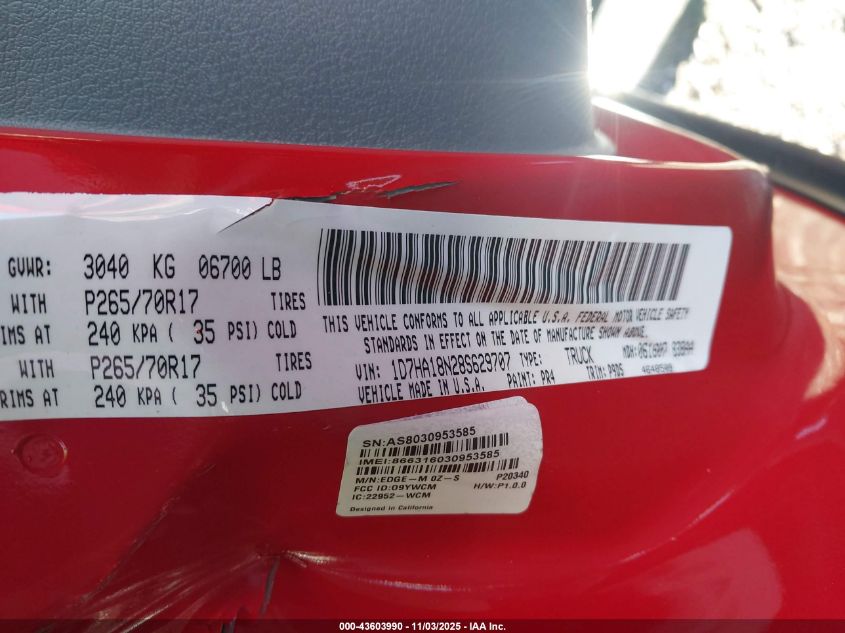 GVWR: 3040 KG 06700 LB
WITH P265/70R17 TIRES
IMS AT 240 KPA ( 35 PSI) COLD
WITH P265/70R17 TIRES
RIMS AT 240 KPA ( 35 PSI) COLD
THIS VEHICLE CONFORMS TO ALL APPLICABLE U.S.A. FEDERAL MOTOR VEHICLE SAFETY
STANDARDS IN EFFECT ON THE DATE OF MANUFACTURE SHOWN ABOVE.
VIN: 1D7HA18N28S629707 TYPE: TRUCK MDH:
VEHICLE MADE IN U.S.A. PAINT: PR4 TRIM:
SN:AS8030953585
IMEI:866316030953585
M/N:EDGE-M 0Z-S P20340
FCC ID:O9YWCM H/W:P1.0.0
IC:22952-WCM
Designed in California
000-43603990 - 11/03/2025 - IAA Inc.